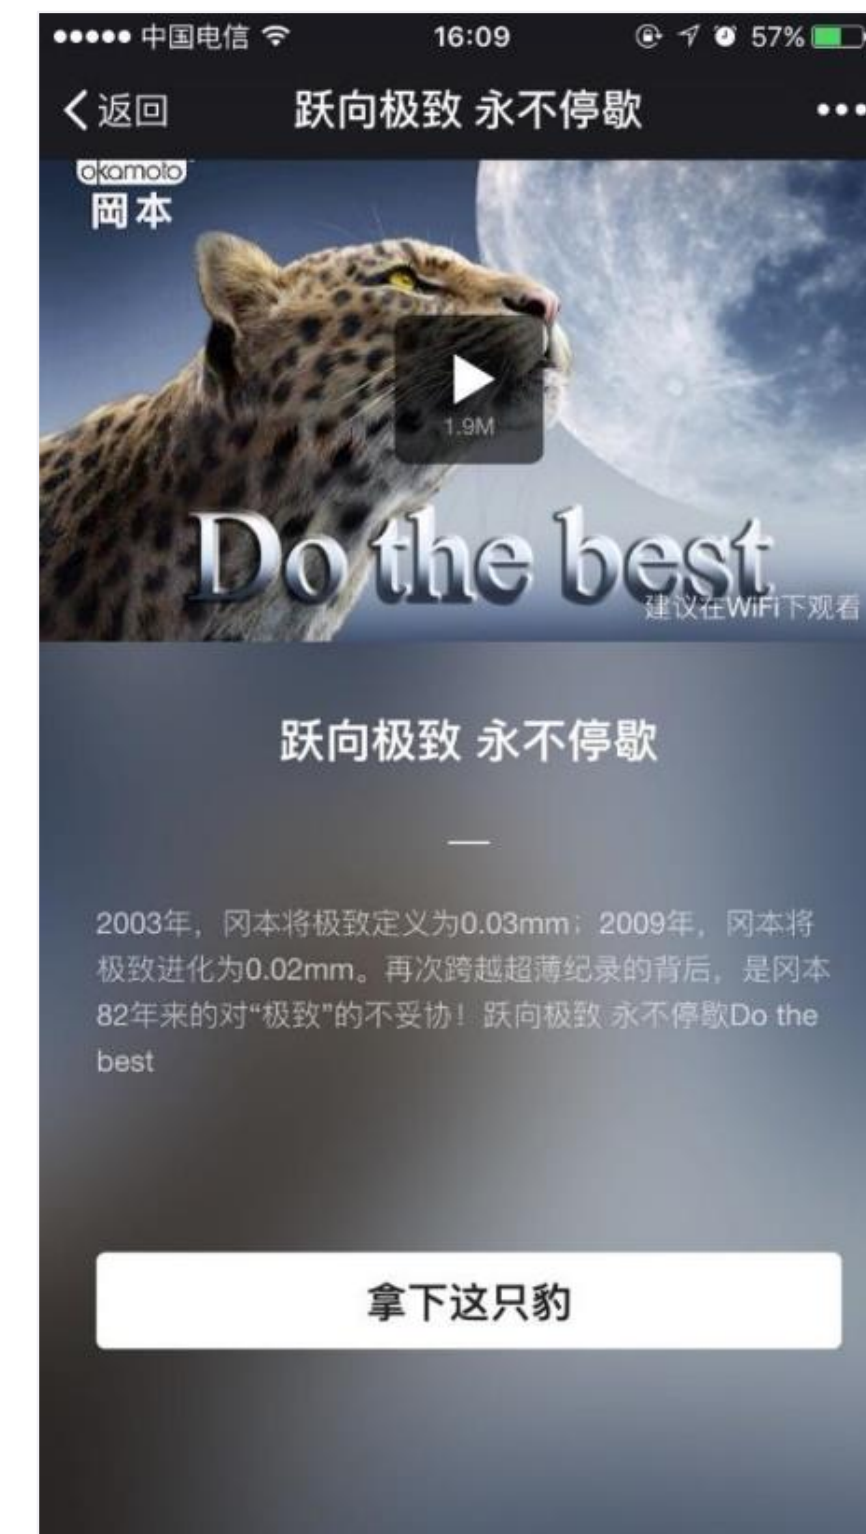 中国电信 16:09 57%
返回 跃向极致 永不停歇
okamoto
岡本
1.9M
Do the best
建议在WiFi下观看
跃向极致 永不停歇
2003年，冈本将极致定义为0.03mm；2009年，冈本将
极致进化为0.02mm。再次跨越超薄纪录的背后，是冈本
82年来的对“极致”的不妥协！跃向极致 永不停歇Do the
best
拿下这只豹